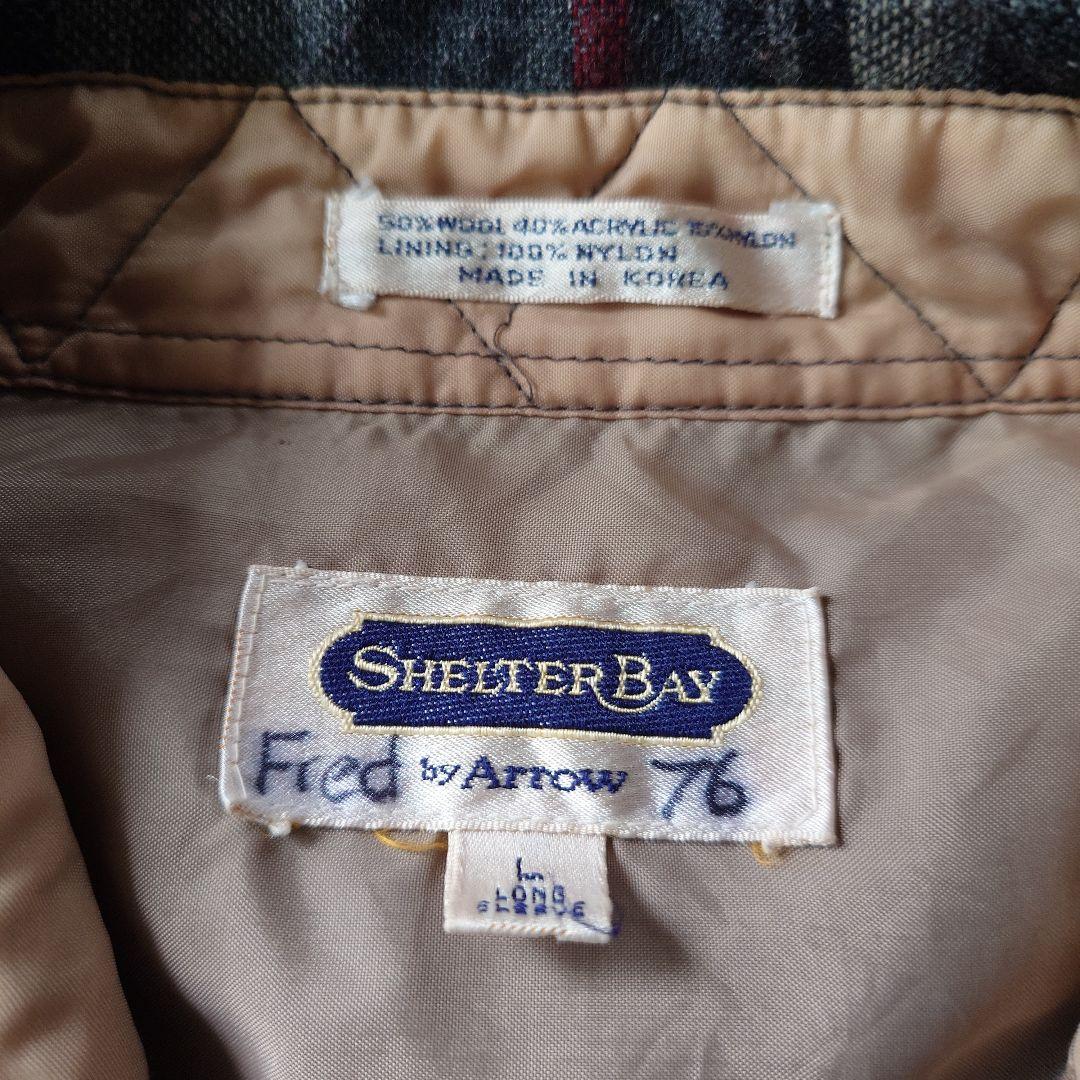 50% WOOL 40% ACRYLIC 10% NYLON
LINING: 100% NYLON
MADE IN KOREA
SHELTER BAY
Fred by Arrow 76
L
LONG